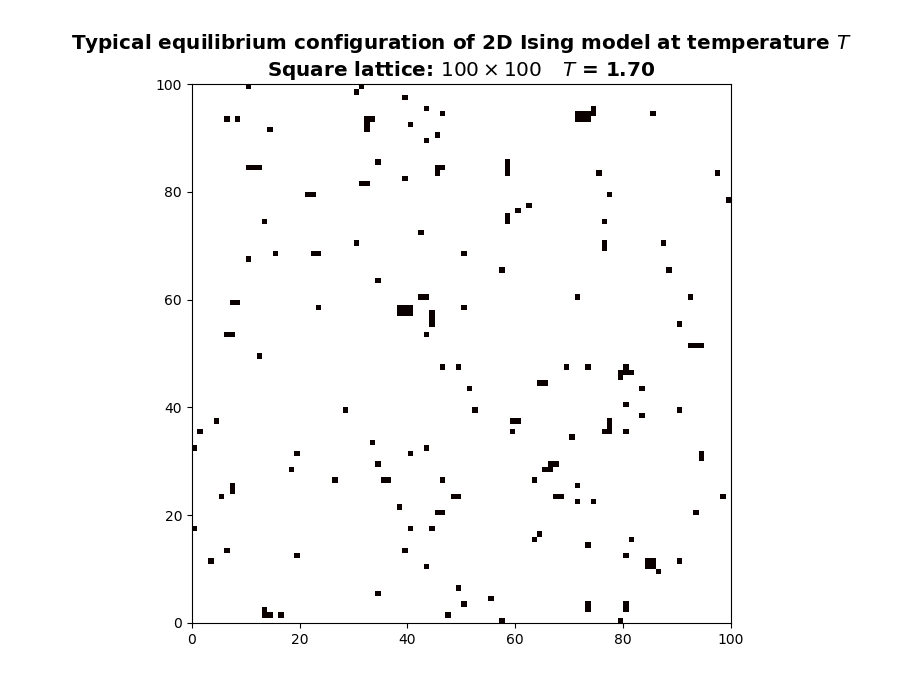 Typical equilibrium configuration of 2D Ising model at temperature T
Square lattice: 100 × 100 T = 1.70
100
80
60
40
20
0
0 20 40 60 80 100